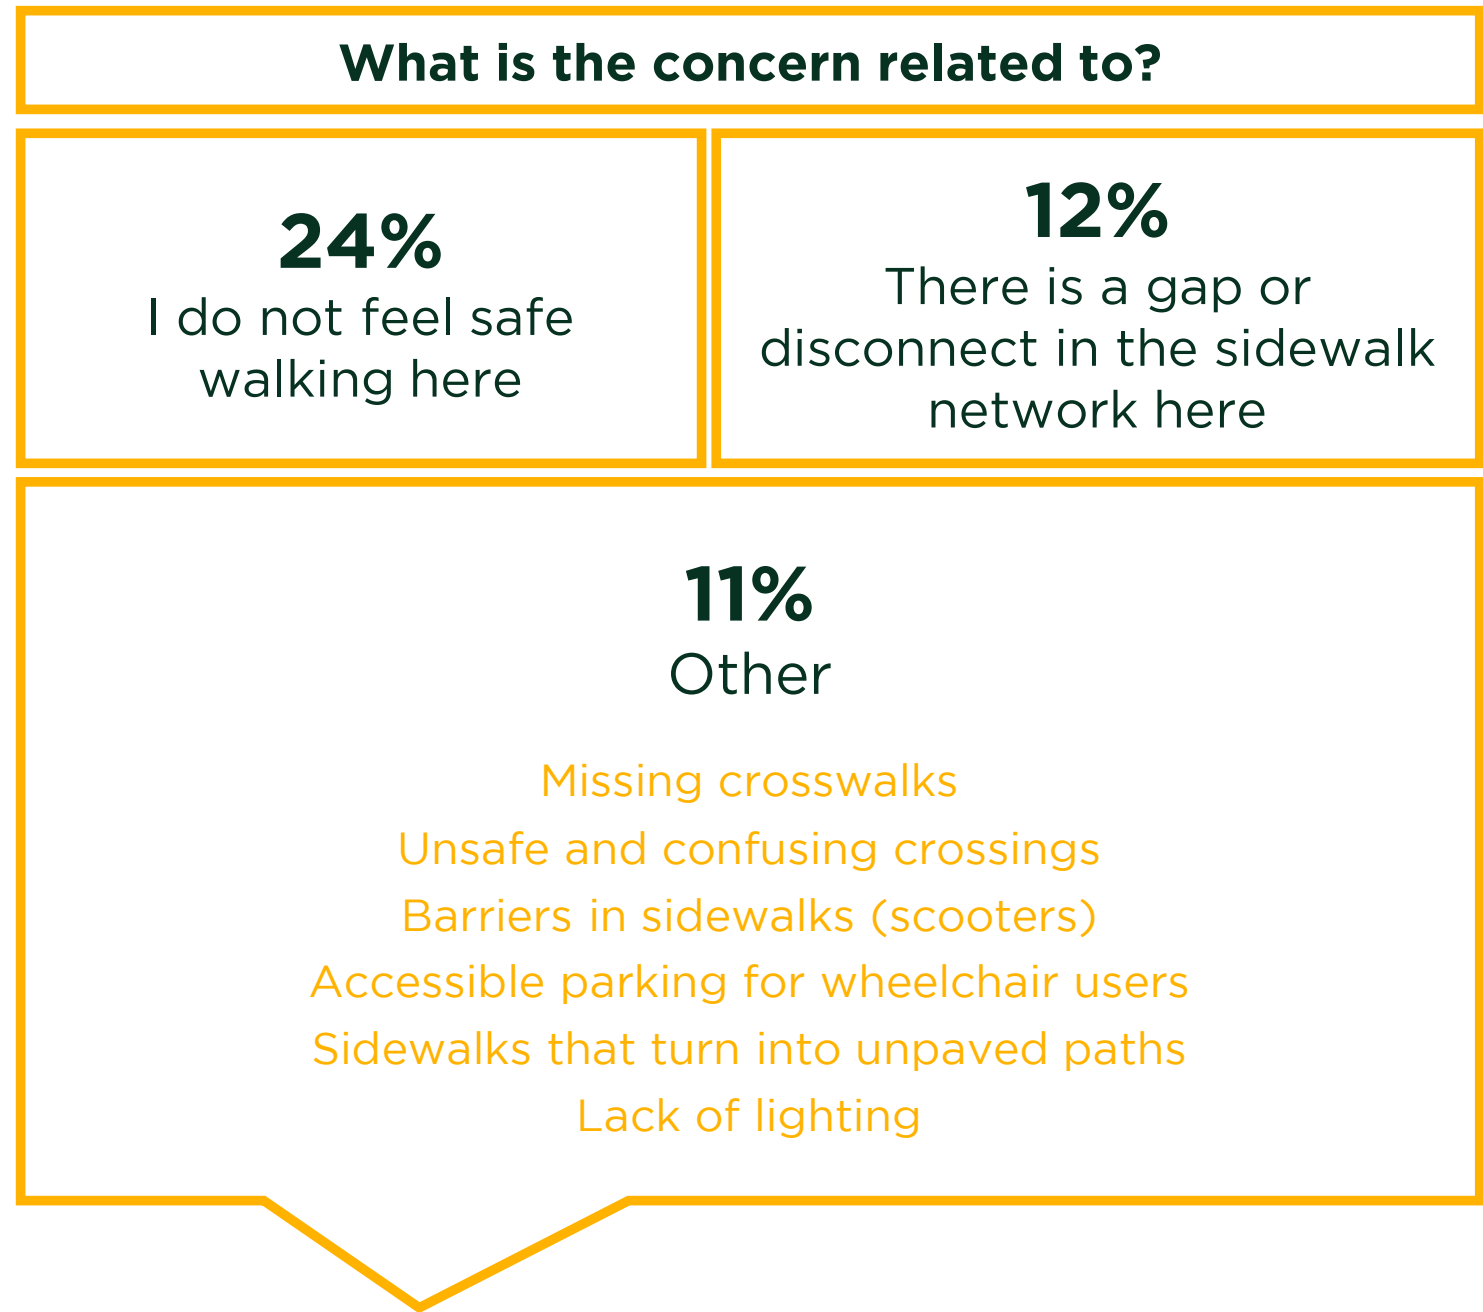 What is the concern related to?
24%
I do not feel safe
walking here
12%
There is a gap or
disconnect in the sidewalk
network here
11%
Other
Missing crosswalks
Unsafe and confusing crossings
Barriers in sidewalks (scooters)
Accessible parking for wheelchair users
Sidewalks that turn into unpaved paths
Lack of lighting